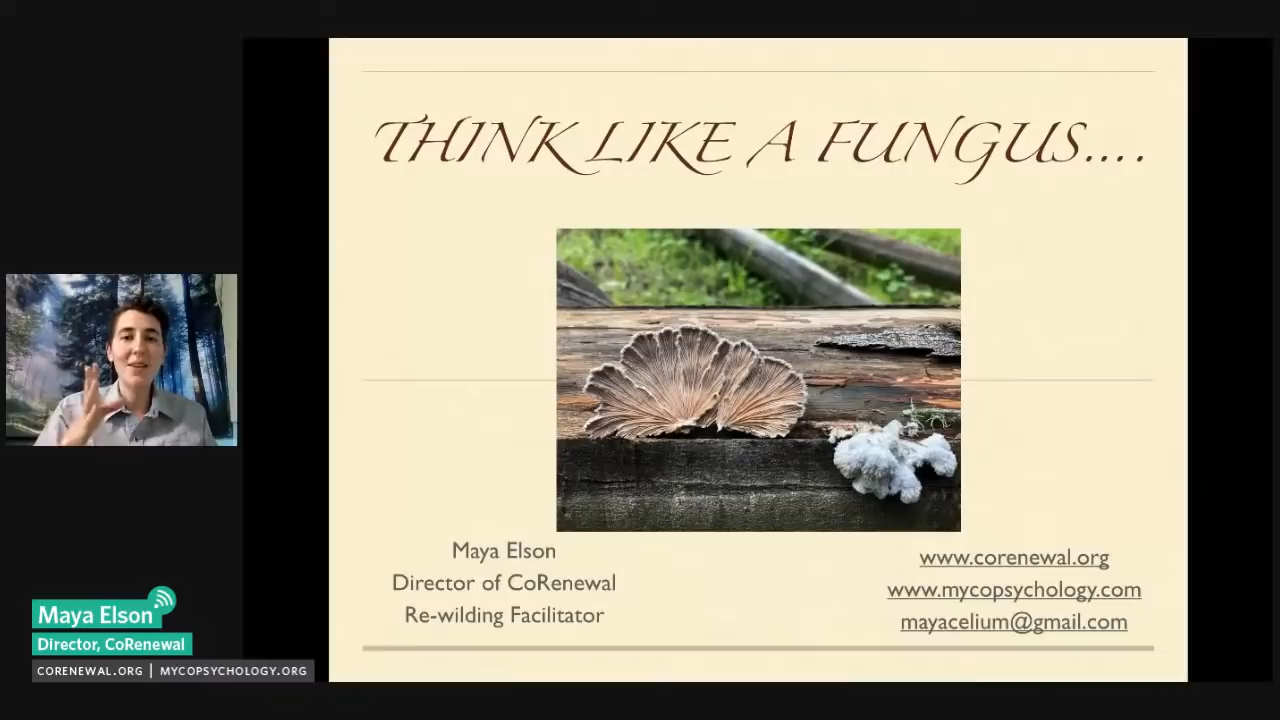 THINK LIKE A FUNGUS....
Maya Elson
Director of CoRenewal
Re-wilding Facilitator
www.corenewal.org
www.mycopsychology.com
mayacelium@gmail.com
Maya Elson
Director, CoRenewal
CORENEWAL.ORG | MYCOPSYCHOLOGY.ORG